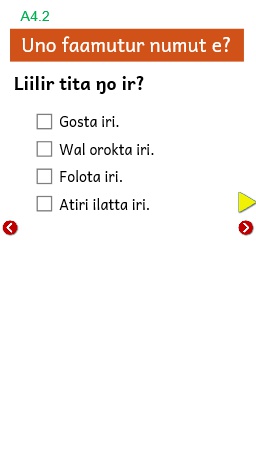 A4.2
Uno faamutur numut e?
Liilir tita ŋo ir?
Gosta iri.
Wal orokta iri.
Folota iri.
Atiri ilatta iri.